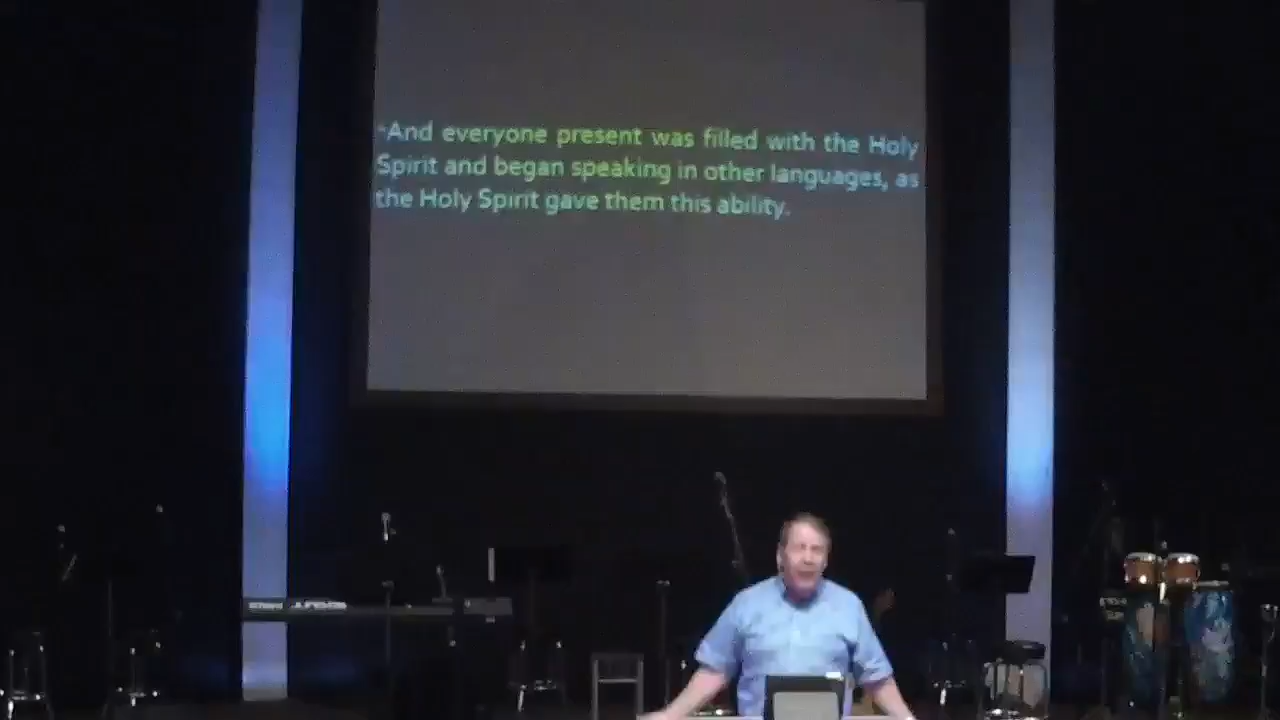 "And everyone present was filled with the Holy
Spirit and began speaking in other languages, as
the Holy Spirit gave them this ability.